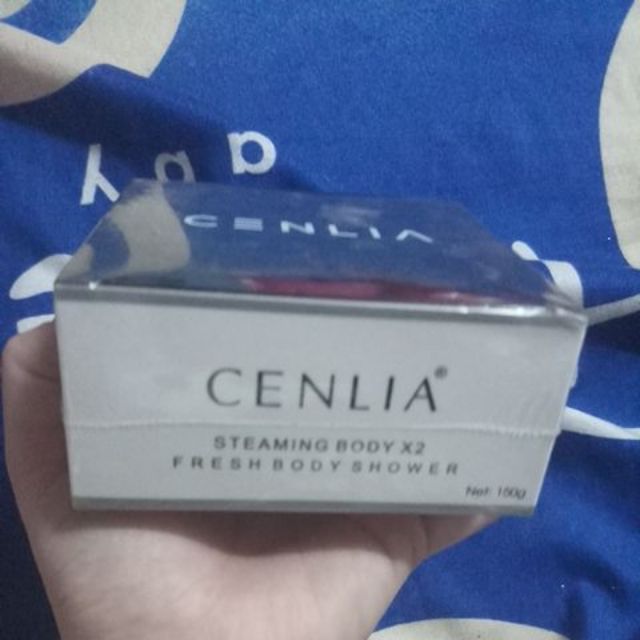 CENLIA
CENLIA®
STEAMING BODY X2
FRESH BODY SHOWER
Net: 150g